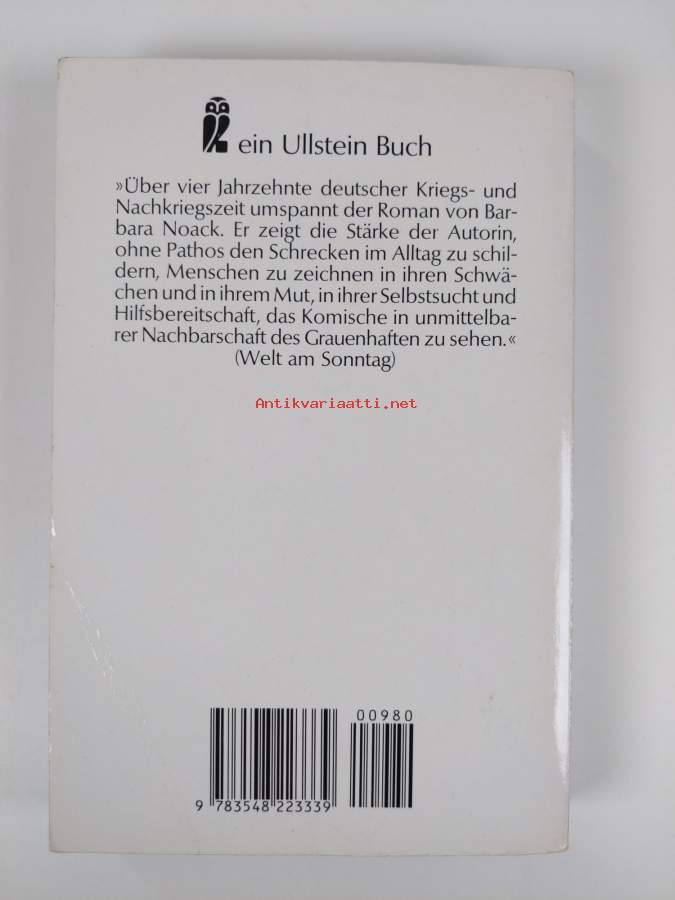 ein Ullstein Buch
»Über vier Jahrzehnte deutscher Kriegs- und
Nachkriegszeit umspannt der Roman von Bar-
bara Noack. Er zeigt die Stärke der Autorin,
ohne Pathos den Schrecken im Alltag zu schil-
dern, Menschen zu zeichnen in ihren Schwä-
chen und in ihrem Mut, in ihrer Selbstsucht und
Hilfsbereitschaft, das Komische in unmittelba-
rer Nachbarschaft des Grauenhaften zu sehen.«
(Welt am Sonntag)
Antikvariaatti.net
00980
9 783548 223339